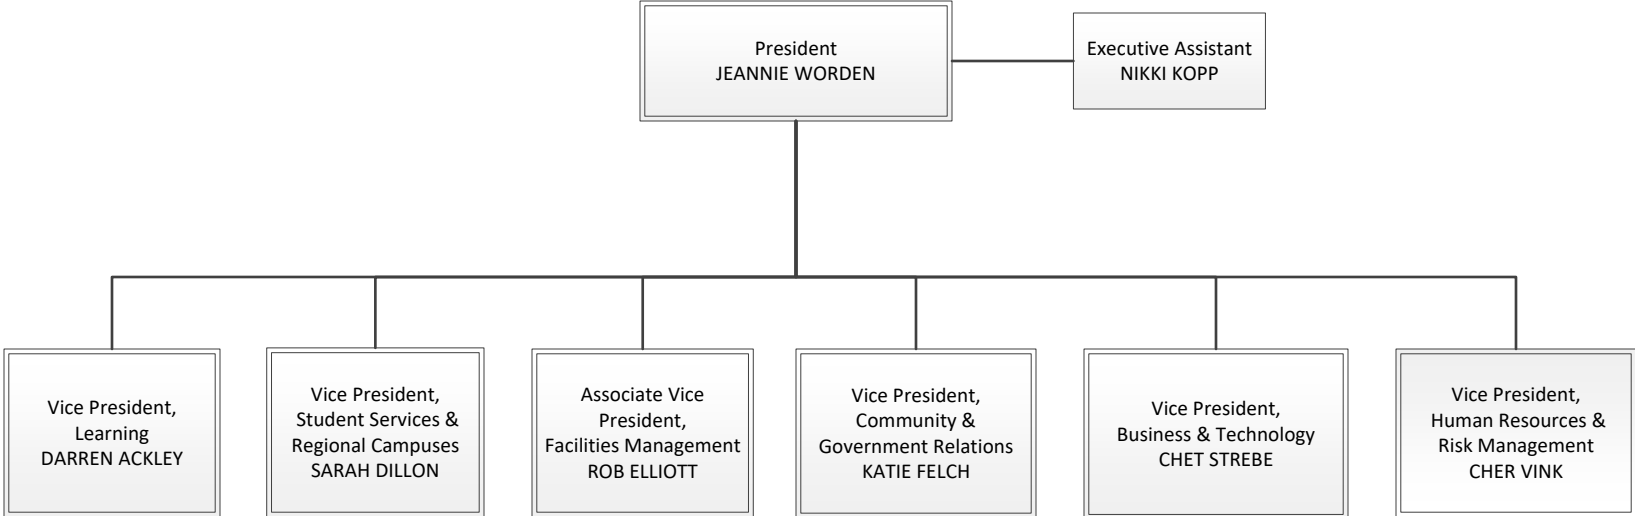 President
JEANNIE WORDEN
Executive Assistant
NIKKI KOPP
Vice President,
Learning
DARREN ACKLEY
Vice President,
Student Services &
Regional Campuses
SARAH DILLON
Associate Vice
President,
Facilities Management
ROB ELLIOTT
Vice President,
Community &
Government Relations
KATIE FELCH
Vice President,
Business & Technology
CHET STREBE
Vice President,
Human Resources &
Risk Management
CHER VINK